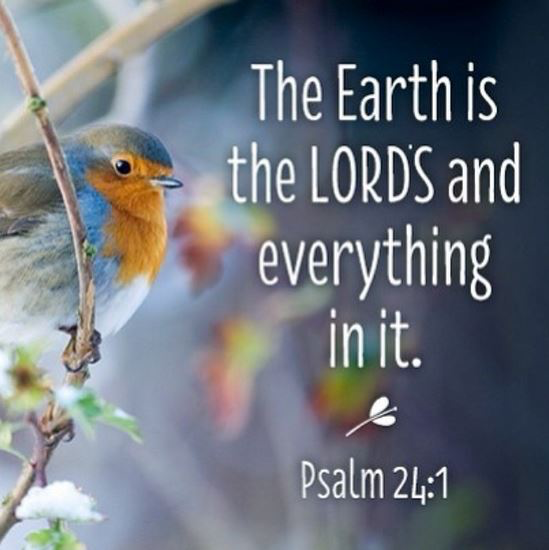 The Earth is
the LORD'S and
everything
in it.
Psalm 24:1